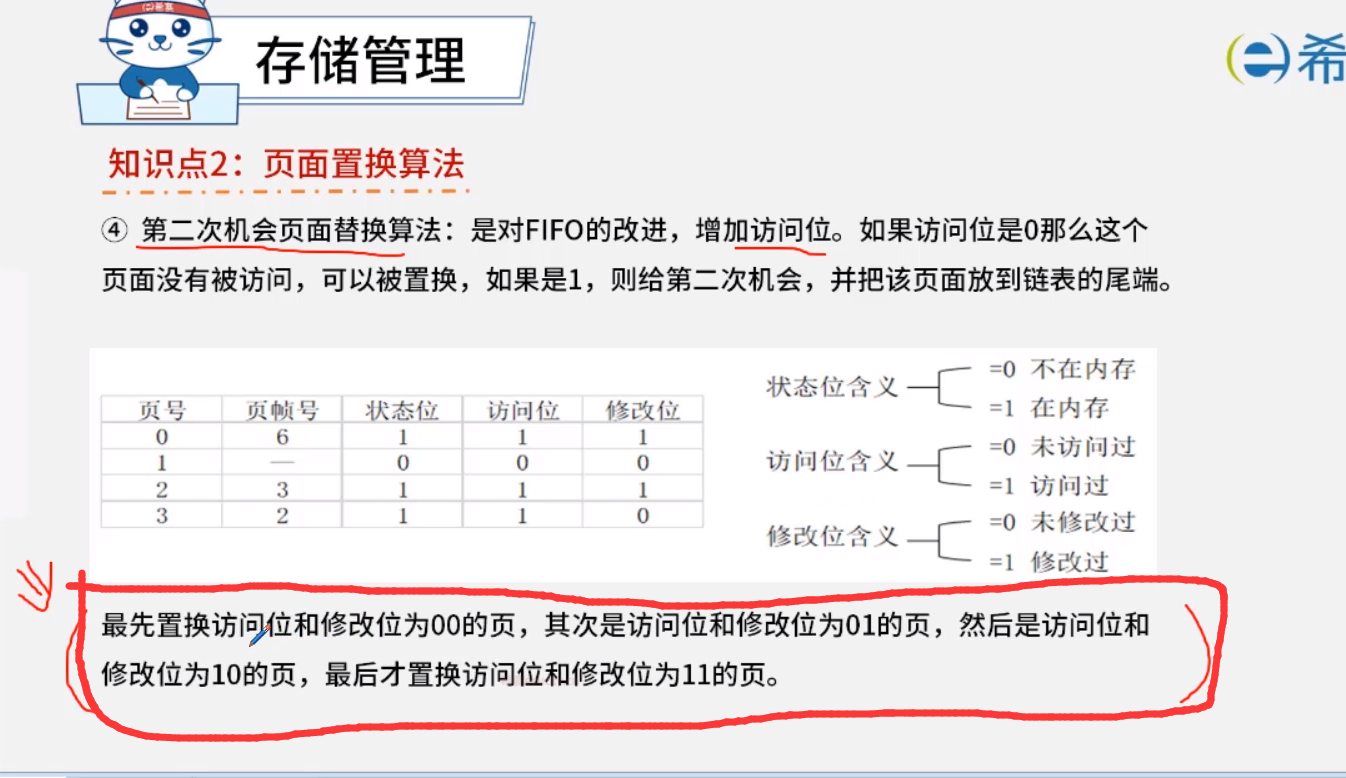 存储管理
希
知识点2：页面置换算法
④ 第二次机会页面替换算法：是对FIFO的改进，增加访问位。如果访问位是0那么这个
页面没有被访问，可以被置换，如果是1，则给第二次机会，并把该页面放到链表的尾端。
页号 页帧号 状态位 访问位 修改位
0 6 1 1 1
1 — 0 0 0
2 3 1 1 1
3 2 1 1 0
状态位含义 =0 不在内存
=1 在内存
访问位含义 =0 未访问过
=1 访问过
修改位含义 =0 未修改过
=1 修改过
最先置换访问位和修改位为00的页，其次是访问位和修改位为01的页，然后是访问位和
修改位为10的页，最后才置换访问位和修改位为11的页。